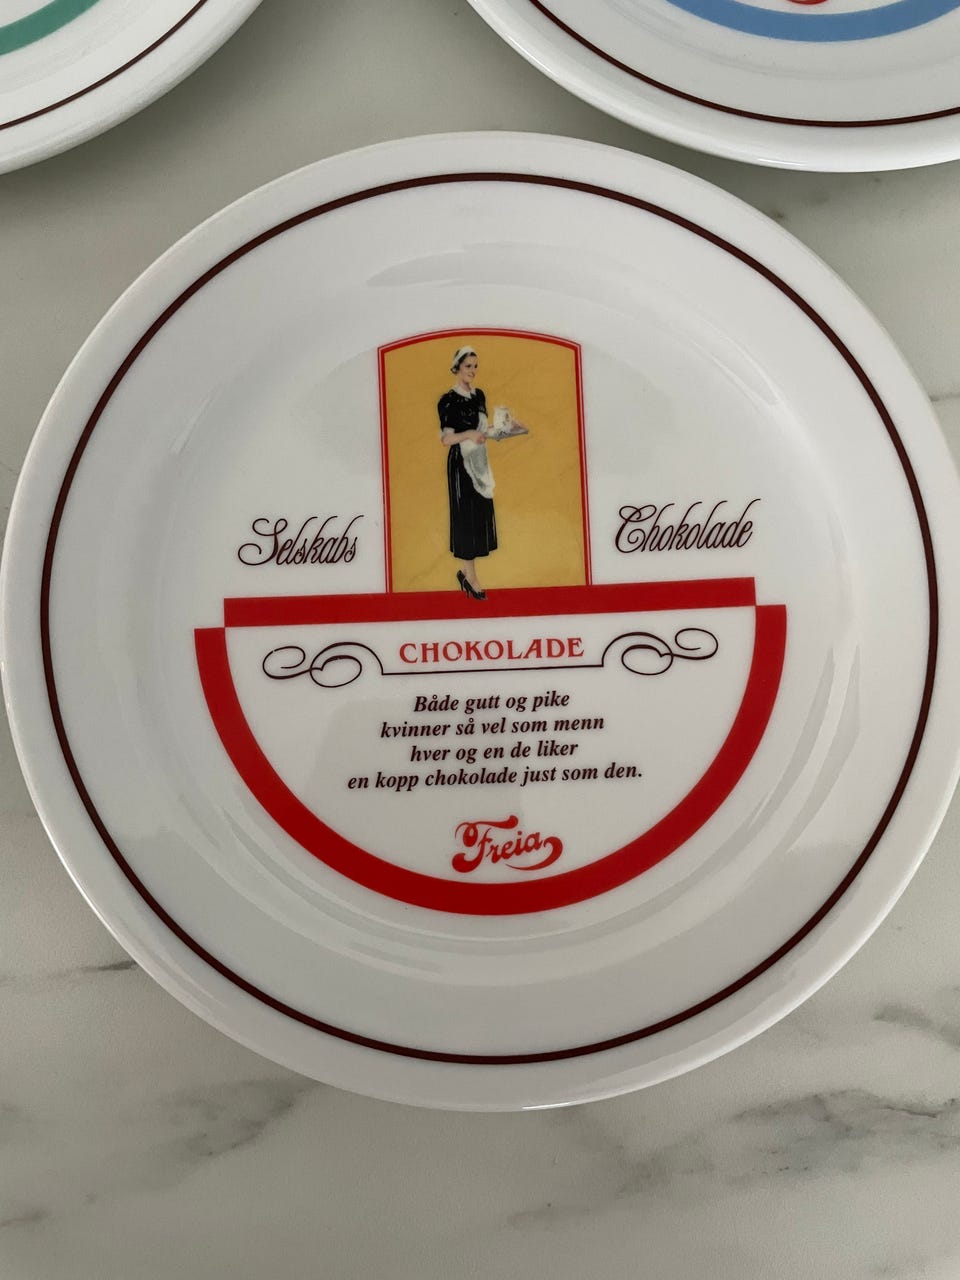 Selskabs Chokolade
CHOKOLADE
Både gutt og pike
kvinner så vel som menn
hver og en de liker
en kopp chokolade just som den.
Freia